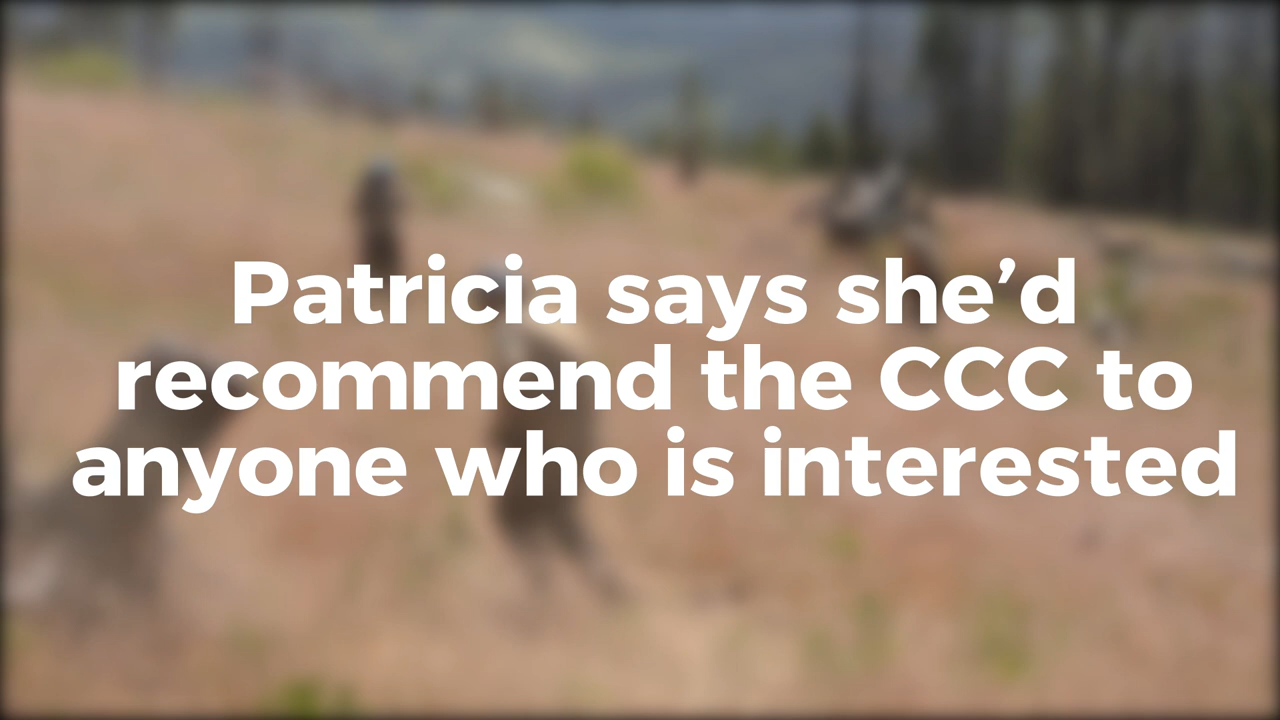 Patricia says she’d
recommend the CCC to
anyone who is interested